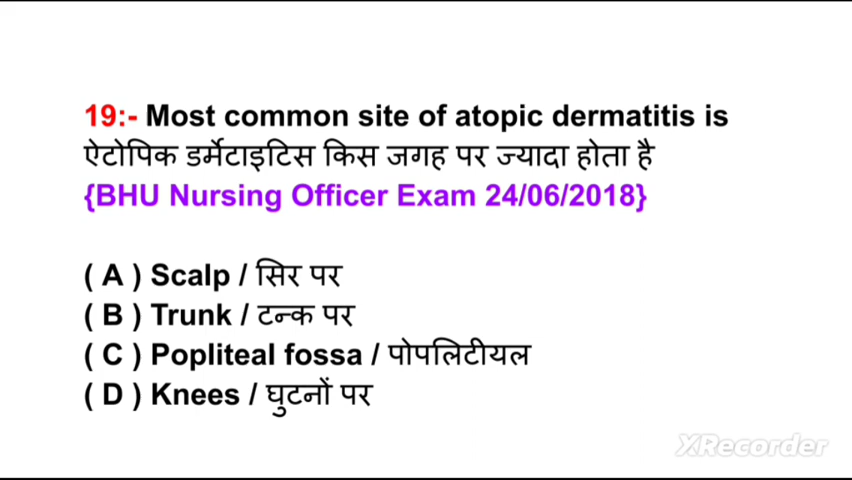 19:- Most common site of atopic dermatitis is
ऐटोपिक डर्मेटाइटिस किस जगह पर ज्यादा होता है
{BHU Nursing Officer Exam 24/06/2018}
( A ) Scalp / सिर पर
( B ) Trunk / टन्क पर
( C ) Popliteal fossa / पोपलिटीयल
( D ) Knees / घुटनों पर
XRecorder